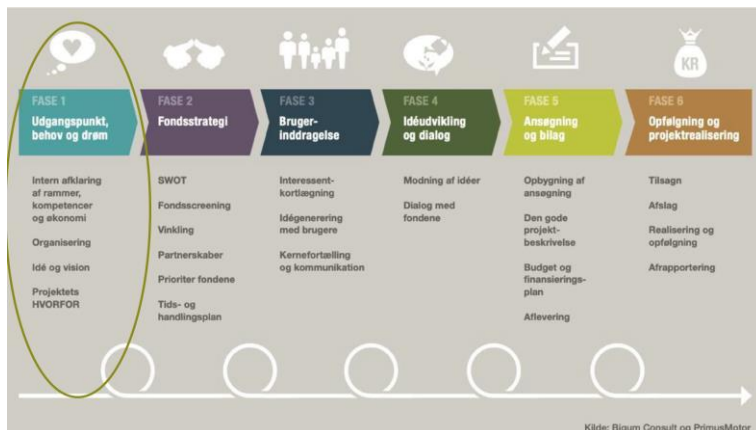 KR
FASE 1
Udgangspunkt,
behov og drøm
Intern afklaring
af rammer,
kompetencer
og økonomi
Organisering
Idé og vision
Projektets
HVORFOR
FASE 2
Fondsstrategi
SWOT
Fondsscreening
Vinkling
Partnerskaber
Prioriter fondene
Tids- og
handlingsplan
FASE 3
Bruger-
inddragelse
Interessent-
kortlægning
Idégenerering
med brugere
Kernefortælling
og kommunikation
FASE 4
Idéudvikling
og dialog
Modning af idéer
Dialog med
fondene
FASE 5
Ansøgning
og bilag
Opbygning af
ansøgning
Den gode
projekt-
beskrivelse
Budget og
finansierings-
plan
Aflevering
FASE 6
Opfølgning og
projektrealisering
Tilsagn
Afslag
Realisering og
opfølgning
Afrapportering
Kilde: Bigum Consult og PrimusMotor